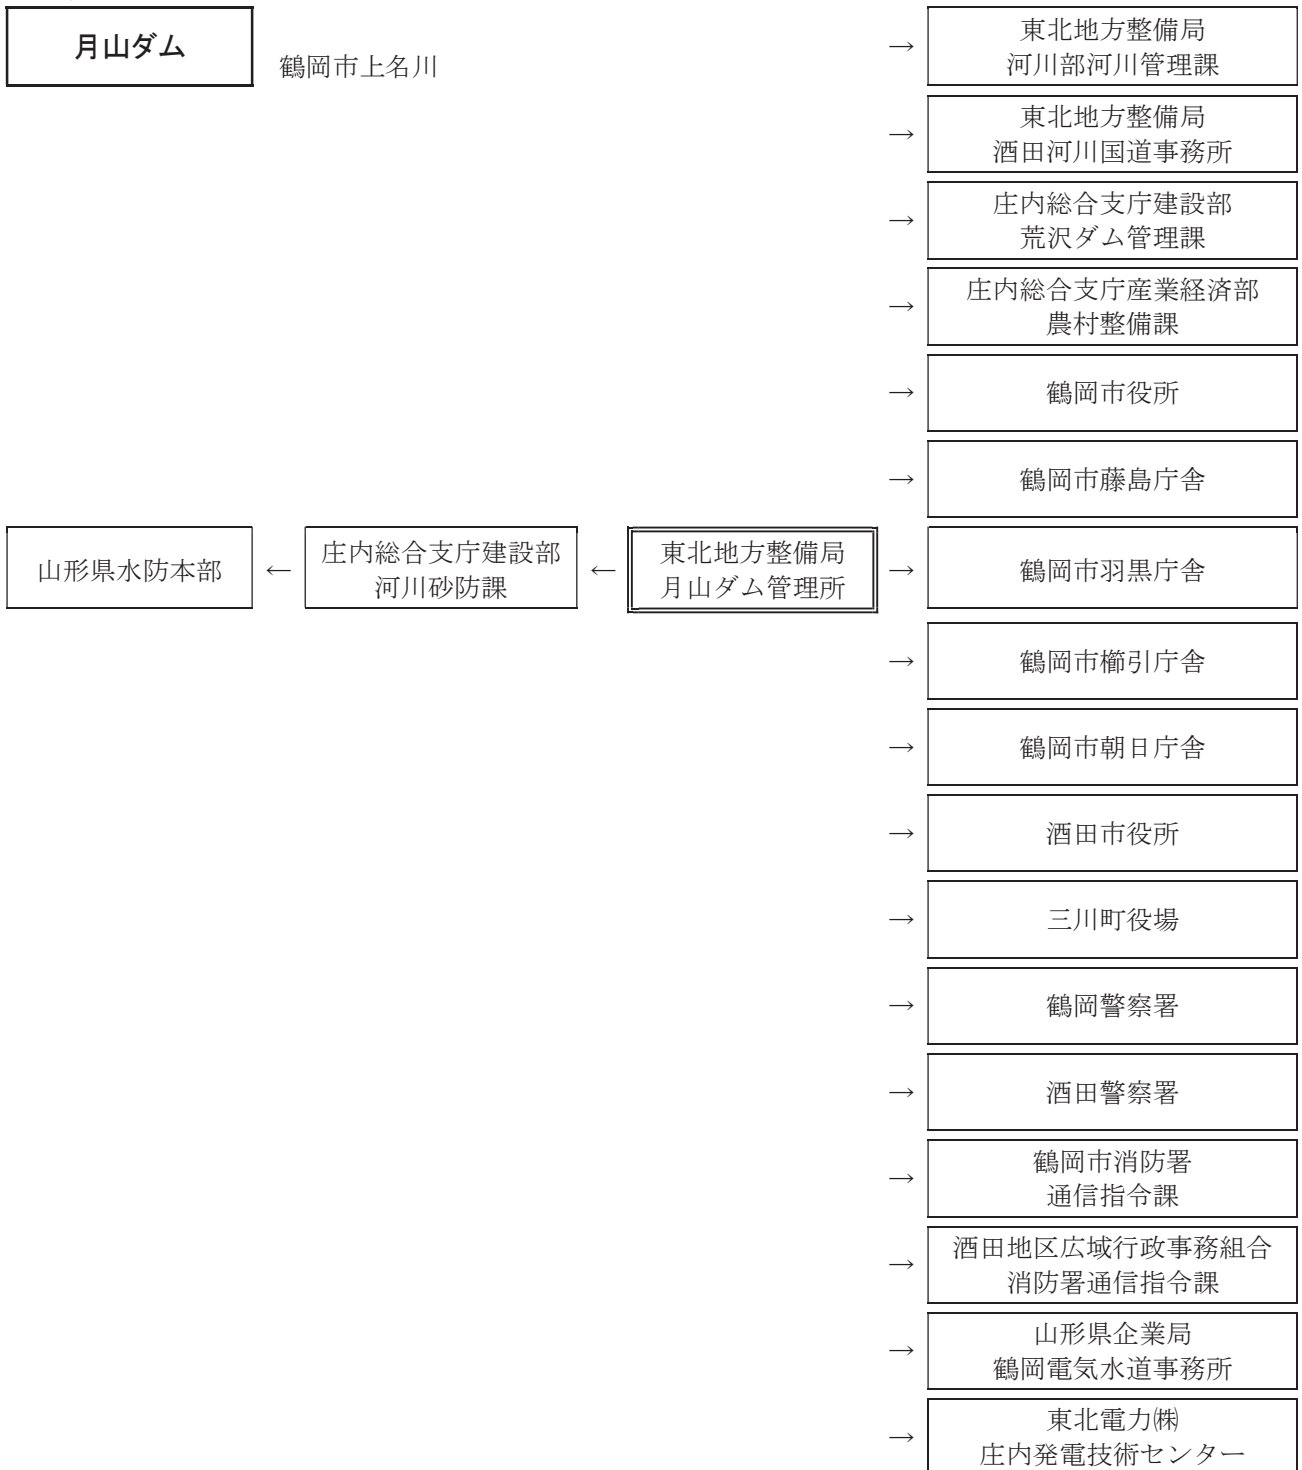 月山ダム
鶴岡市上名川
→
東北地方整備局
河川部河川管理課
→
東北地方整備局
酒田河川国道事務所
→
庄内総合支庁建設部
荒沢ダム管理課
→
庄内総合支庁産業経済部
農村整備課
→
鶴岡市役所
→
鶴岡市藤島庁舎
山形県水防本部
←
庄内総合支庁建設部
河川砂防課
←
東北地方整備局
月山ダム管理所
→
鶴岡市羽黒庁舎
→
鶴岡市櫛引庁舎
→
鶴岡市朝日庁舎
→
酒田市役所
→
三川町役場
→
鶴岡警察署
→
酒田警察署
→
鶴岡市消防署
通信指令課
→
酒田地区広域行政事務組合
消防署通信指令課
→
山形県企業局
鶴岡電気水道事務所
→
東北電力㈱
庄内発電技術センター